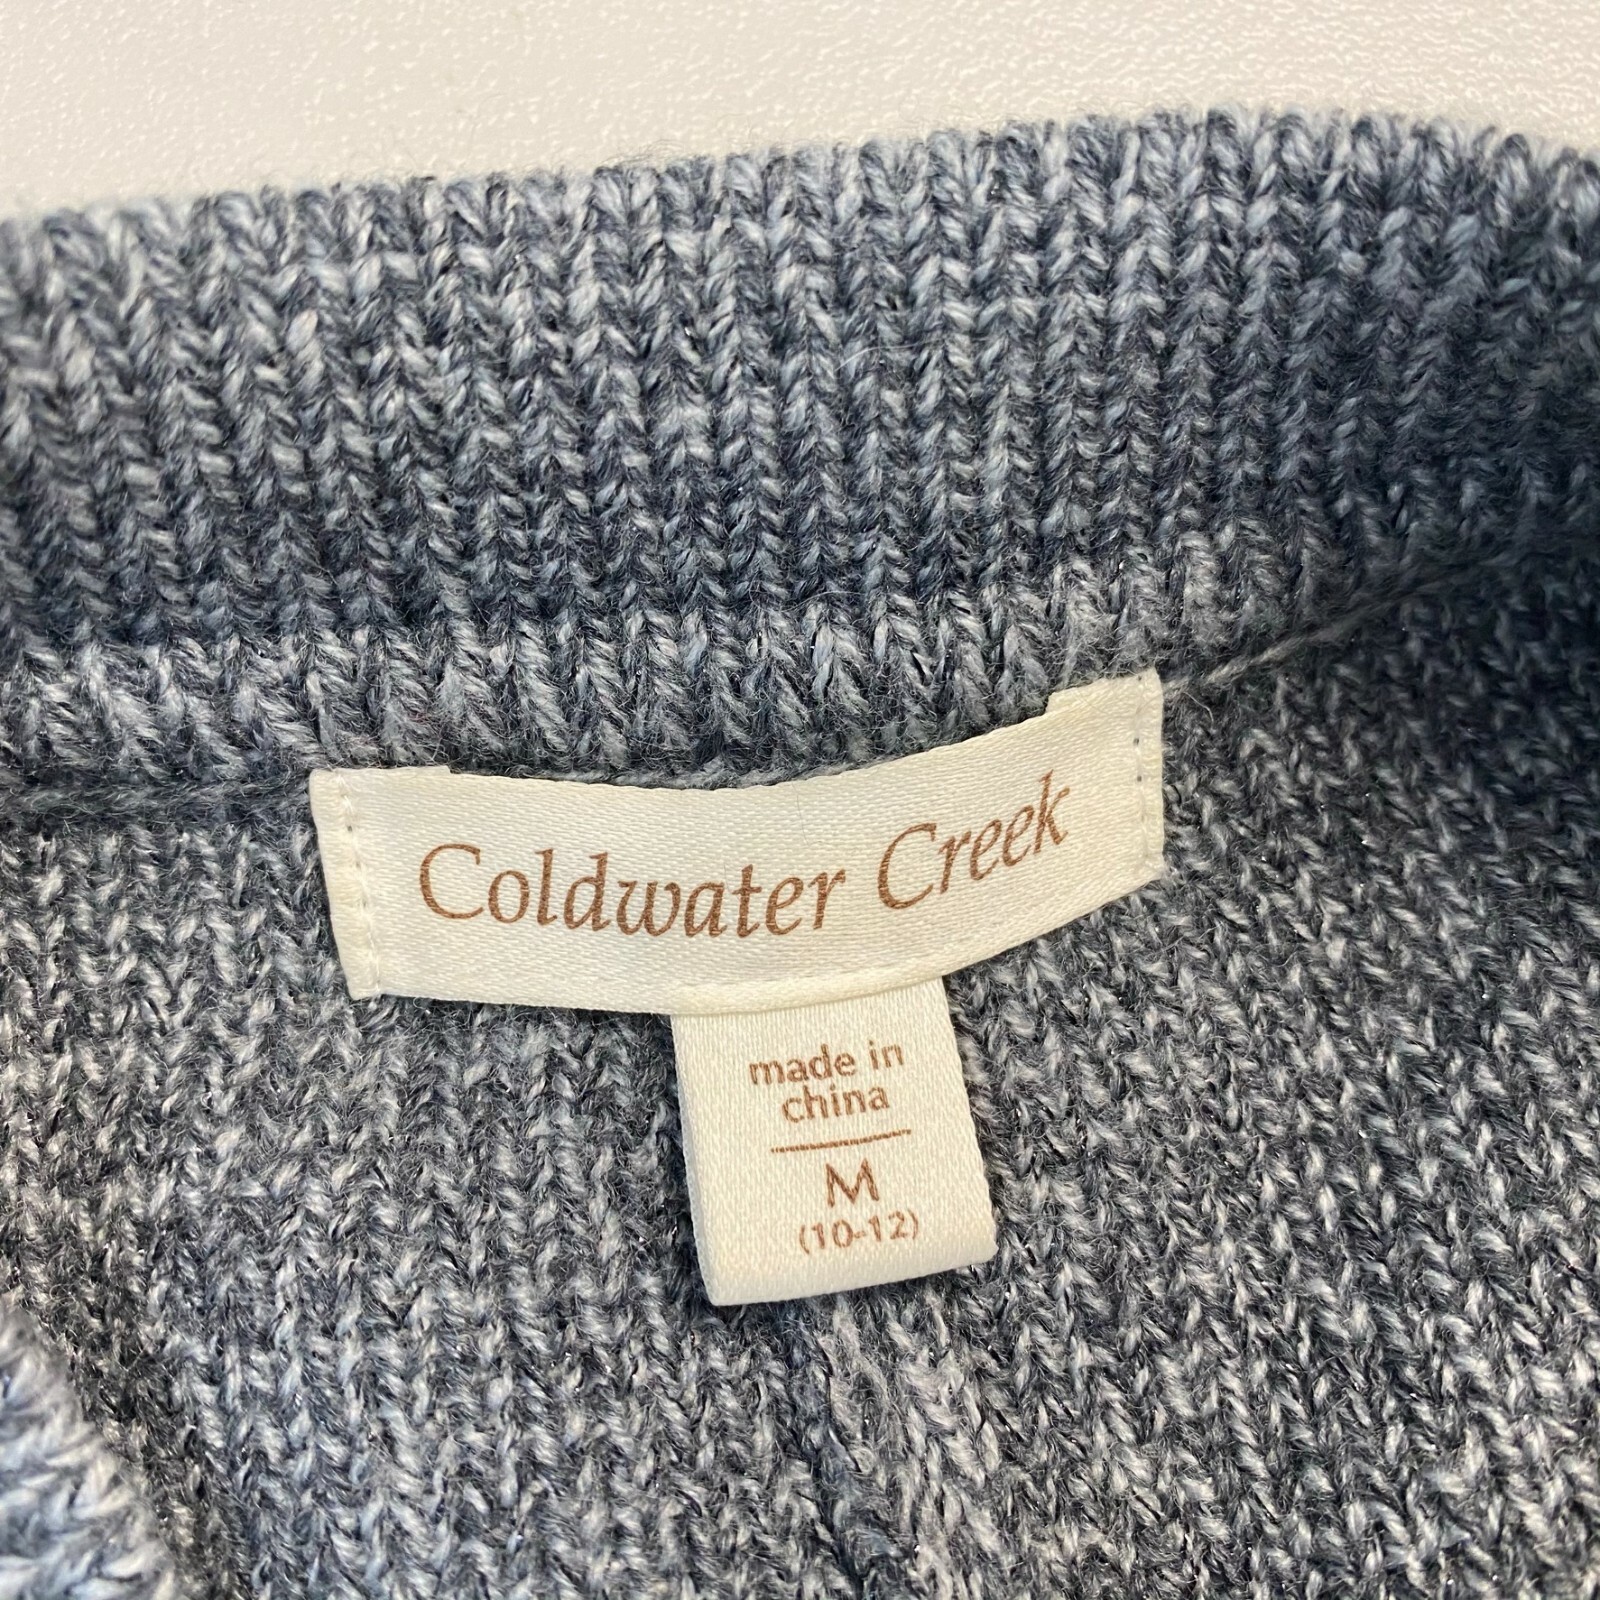 Coldwater Creek
made in
china
M
(10-12)